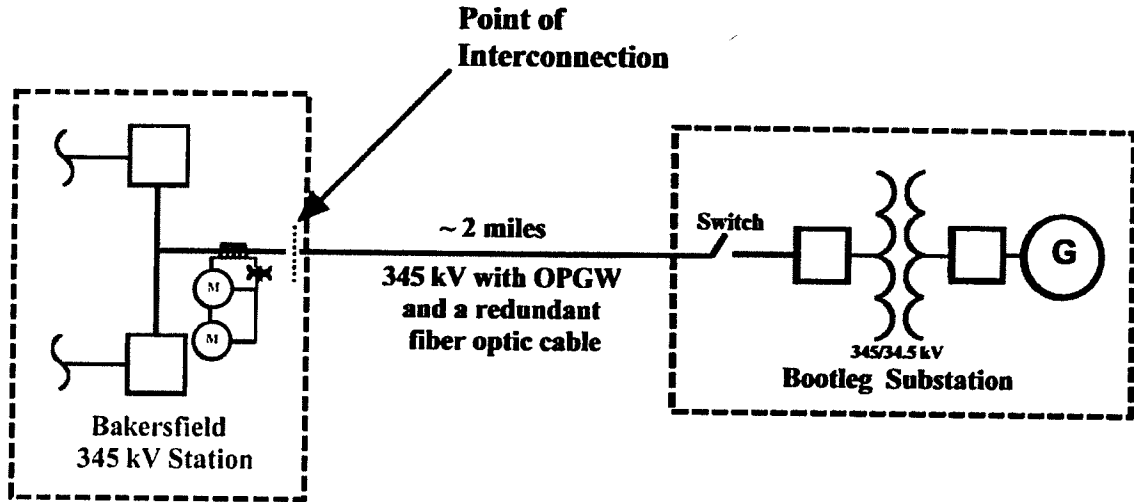 Point of
Interconnection
Switch
~ 2 miles
G
345 kV with OPGW
and a redundant
fiber optic cable
M
M
345/34.5 kV
Bootleg Substation
Bakersfield
345 kV Station